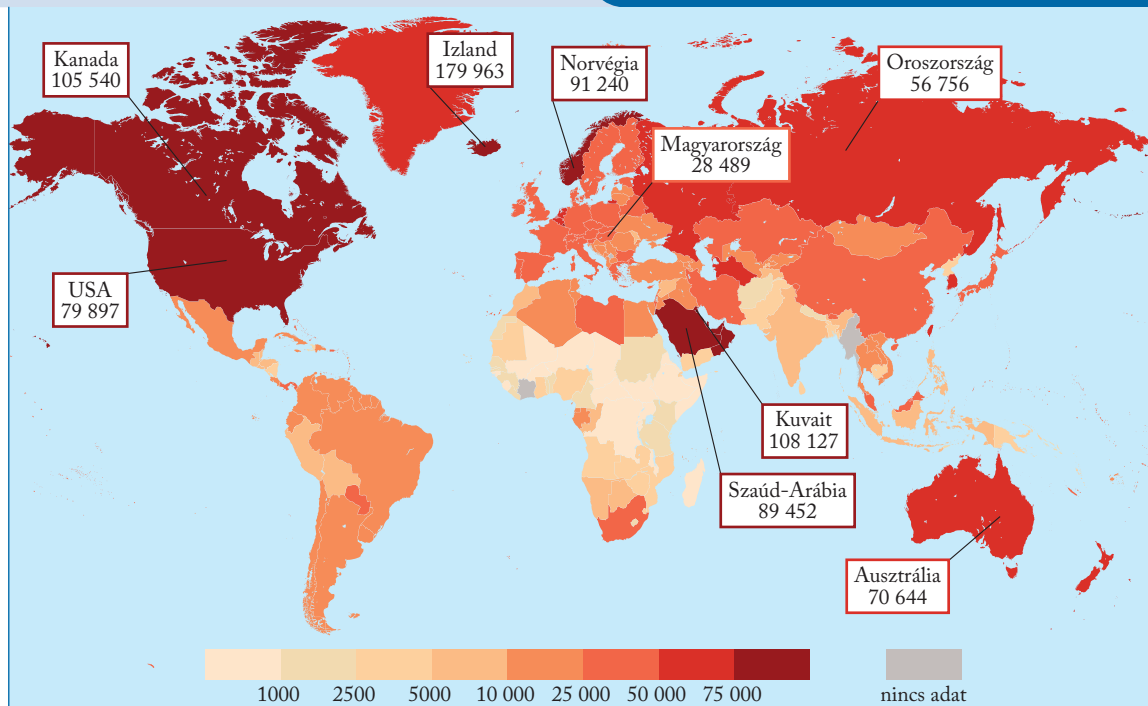 Kanada
105 540
Izland
179 963
Norvégia
91 240
Oroszország
56 756
Magyarország
28 489
USA
79 897
Kuvait
108 127
Szaúd-Arábia
89 452
Ausztrália
70 644
1000 2500 5000 10 000 25 000 50 000 75 000
nincs adat